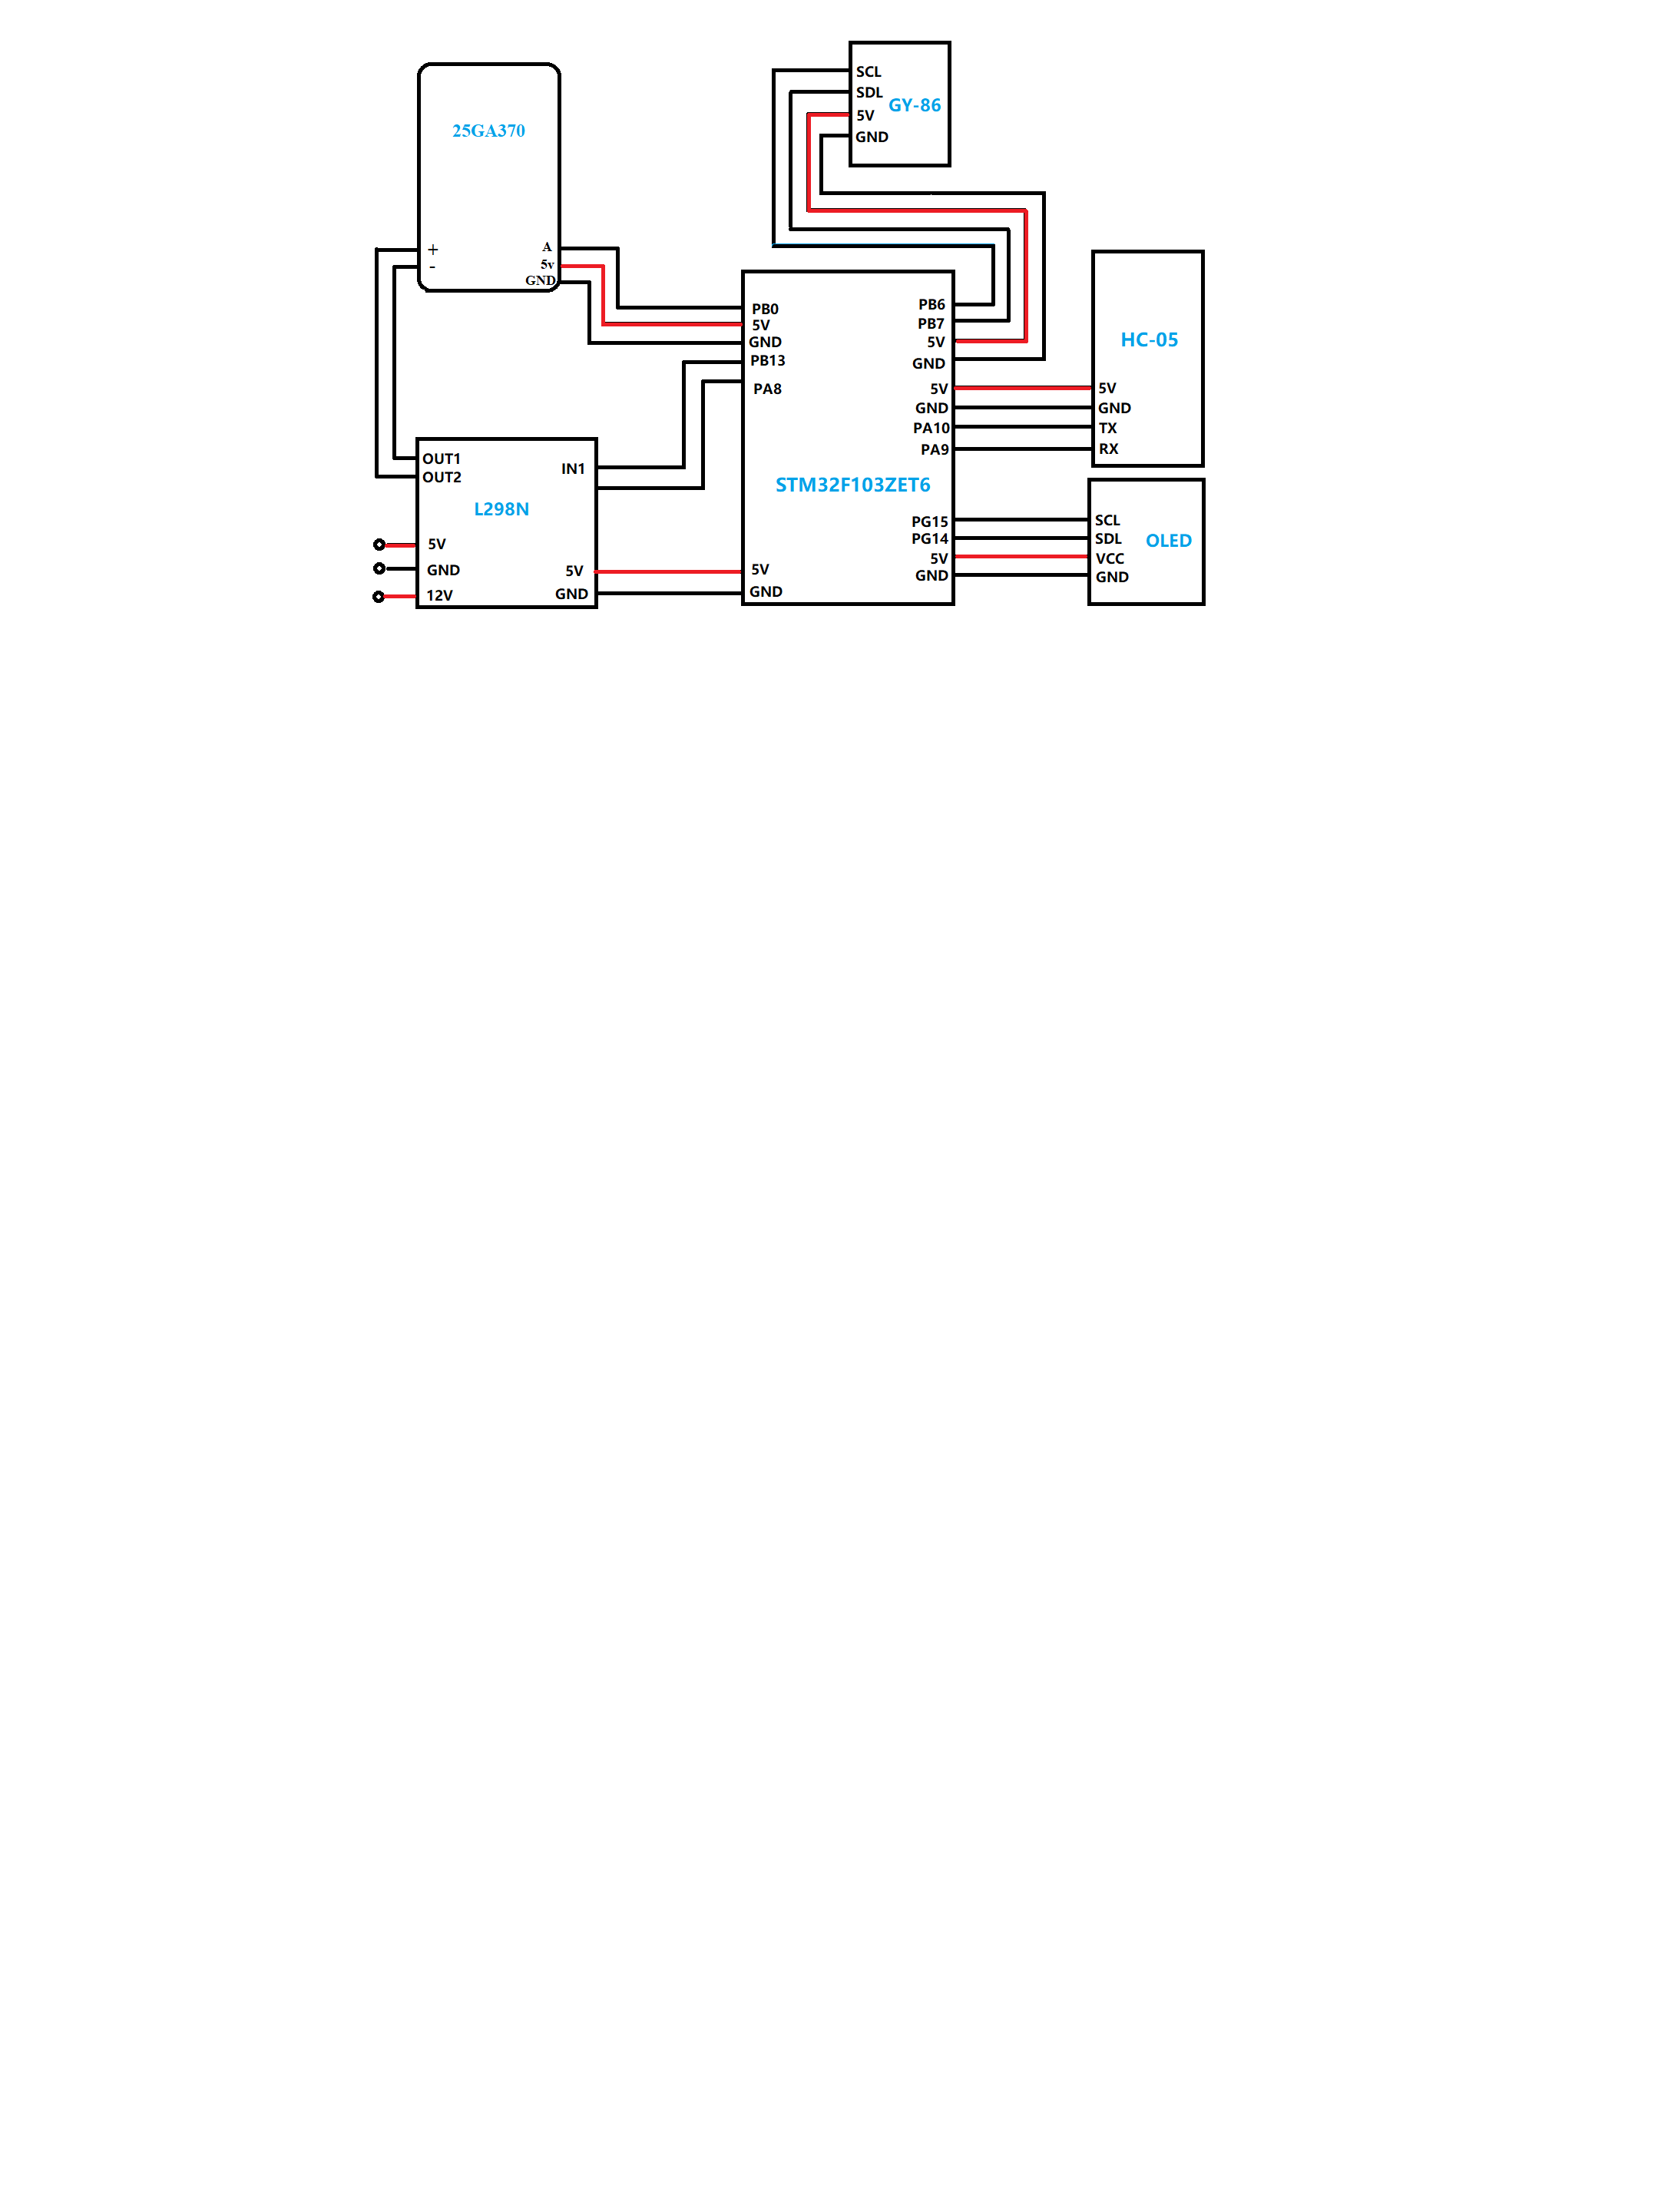 25GA370
+
-
A
5v
GND
SCL
SDL
5V
GND
GY-86
PB0
5V
GND
PB13
PA8
PB6
PB7
5V
GND
5V
GND
PA10
PA9
STM32F103ZET6
PG15
PG14
5V
GND
5V
GND
HC-05
5V
GND
TX
RX
OUT1
OUT2
IN1
L298N
5V
GND
12V
5V
GND
SCL
SDL
VCC
GND
OLED